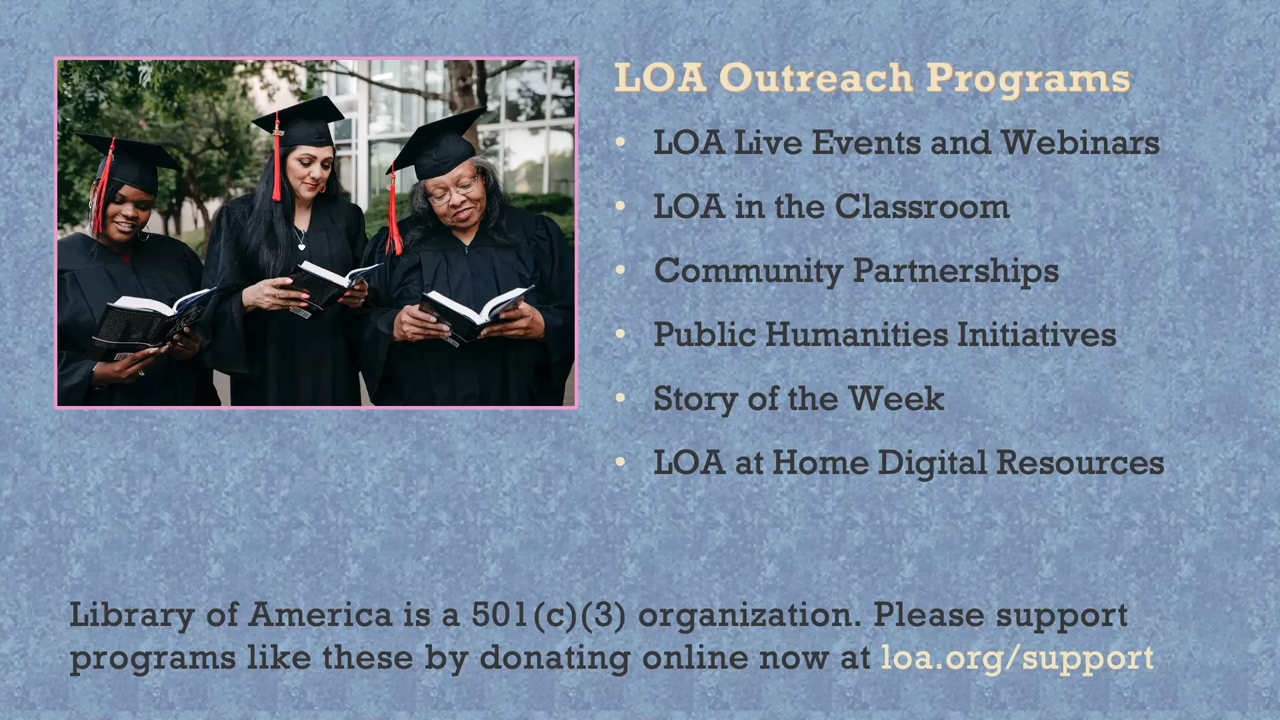 LOA Outreach Programs
• LOA Live Events and Webinars
• LOA in the Classroom
• Community Partnerships
• Public Humanities Initiatives
• Story of the Week
• LOA at Home Digital Resources
Library of America is a 501(c)(3) organization. Please support
programs like these by donating online now at loa.org/support